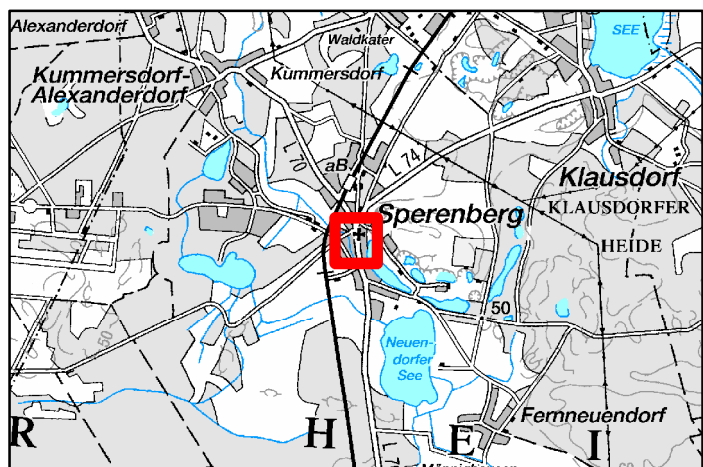 Alexanderdorf
Waldkater
SEE
Kummersdorf-
Alexanderdorf
Kummersdorf
L 70
aB.
L 74
Klausdorf
Sperenberg
KLAUSDORFER
HEIDE
50
50
Neuen-
dorfer
See
Fernneuendorf
R H E I
60